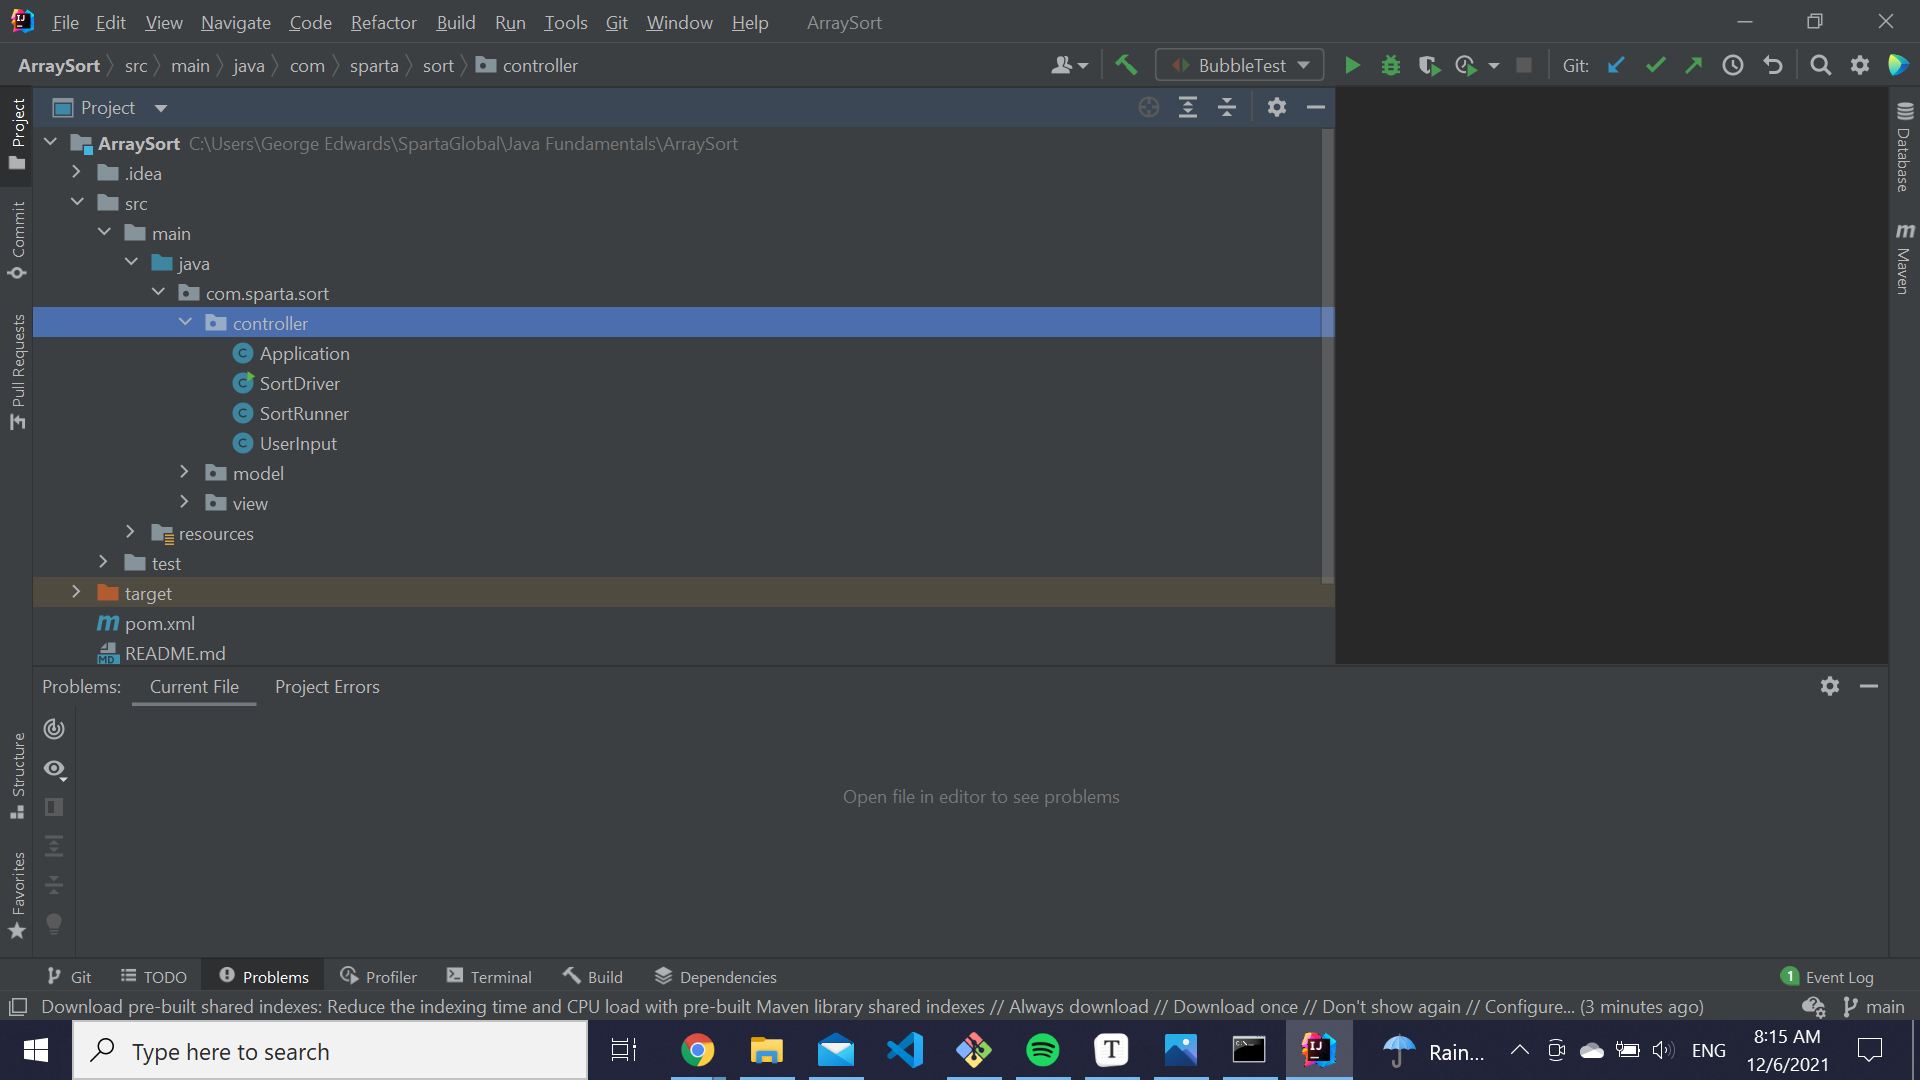 File Edit View Navigate Code Refactor Build Run Tools Git Window Help ArraySort
ArraySort src main java com sparta sort controller BubbleTest Git:
Project
ArraySort C:\Users\George Edwards\SpartaGlobal\Java Fundamentals\ArraySort
.idea
src
main
java
com.sparta.sort
controller
Application
SortDriver
SortRunner
UserInput
model
view
resources
test
target
pom.xml
README.md
Project
Commit
Pull Requests
Structure
Favorites
Database
Maven
Problems: Current File Project Errors
Open file in editor to see problems
Git TODO Problems Profiler Terminal Build Dependencies 1 Event Log
Download pre-built shared indexes: Reduce the indexing time and CPU load with pre-built Maven library shared indexes // Always download // Download once // Don't show again // Configure... (3 minutes ago) main
Type here to search Rain... ENG 8:15 AM
12/6/2021